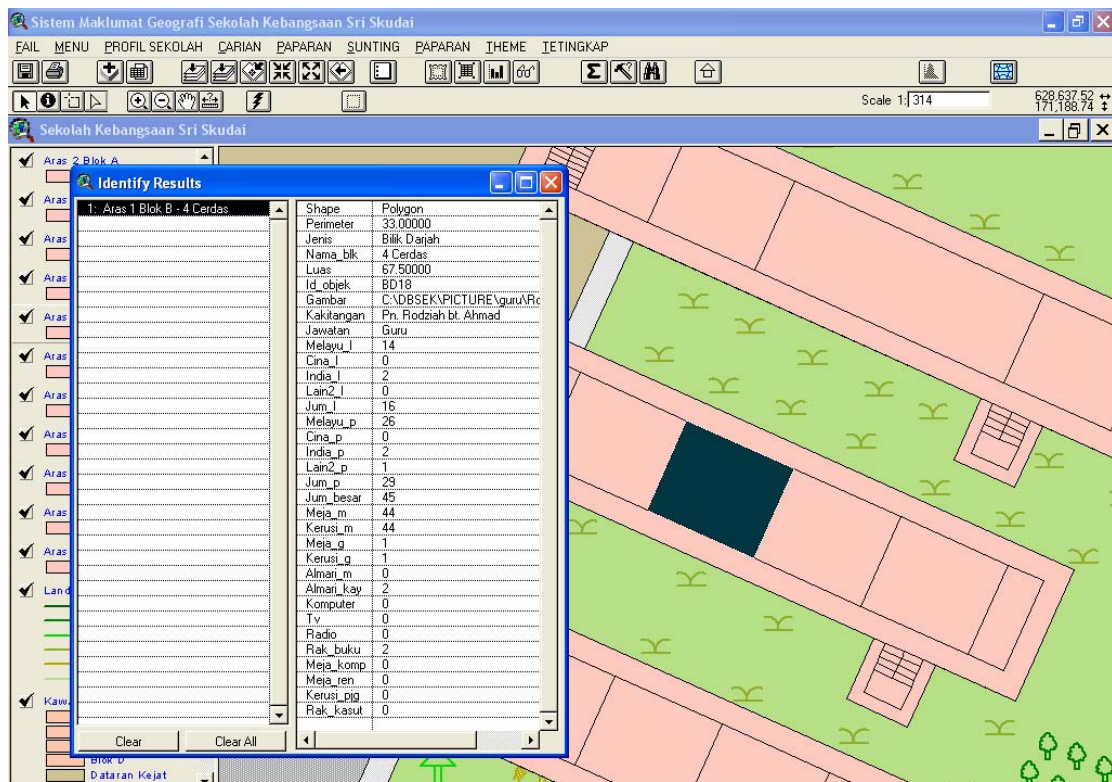 Sistem Maklumat Geografi Sekolah Kebangsaan Sri Skudai
FAIL MENU PROFIL SEKOLAH CARIAN PAPARAN SUNTING PAPARAN THEME TETINGKAP
Scale 1: 314
628,637.52
171,188.74
Sekolah Kebangsaan Sri Skudai
Aras 2 Blok A
Aras
Aras
Aras
Aras
Aras
Aras
Aras
Aras
Aras
Aras
Land
Kawa
Blok D
Dataran Kejat
Identify Results
1: Aras 1 Blok B - 4 Cerdas
Shape Polygon
Perimeter 33.00000
Jenis Bilik Darjah
Nama_blk 4 Cerdas
Luas 67.50000
Id_objek BD18
Gambar C:\DBSEK\PICTURE\guru\Ro
Kakitangan Pn. Rodziah bt. Ahmad
Jawatan Guru
Melayu_l 14
Cina_l 0
India_l 2
Lain2_l 0
Jum_l 16
Melayu_p 26
Cina_p 0
India_p 2
Lain2_p 1
Jum_p 29
Jum_besar 45
Meja_m 44
Kerusi_m 44
Meja_g 1
Kerusi_g 1
Almari_m 0
Almari_kay 2
Komputer 0
Tv 0
Radio 0
Rak_buku 2
Meja_komp 0
Meja_ren 0
Kerusi_pjg 0
Rak_kasut 0
Clear Clear All